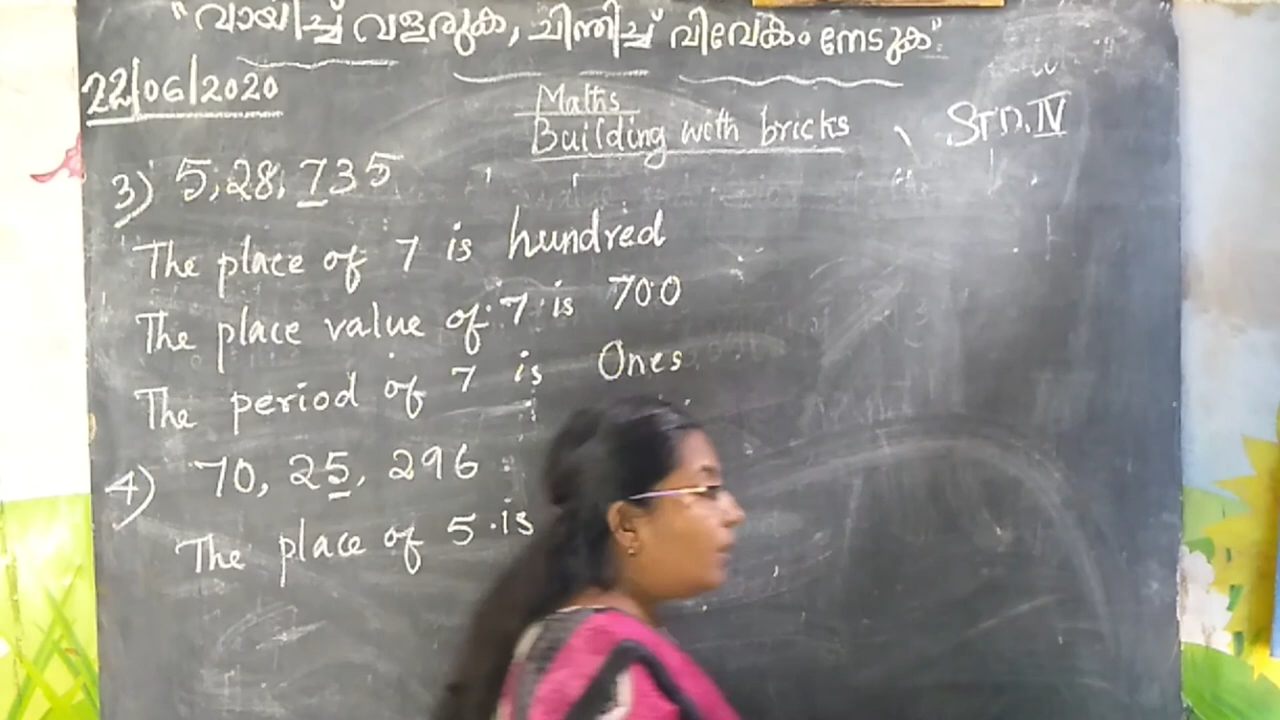 "വായിച്ച് വളരുക, ചിന്തിച്ച് വിവേകം നേടുക"
22/06/2020
Maths
Building with bricks
STD. IV
3) 5,28,735
The place of 7 is hundred
The place value of 7 is 700
The period of 7 is Ones
4) 70, 25, 296
The place of 5 is